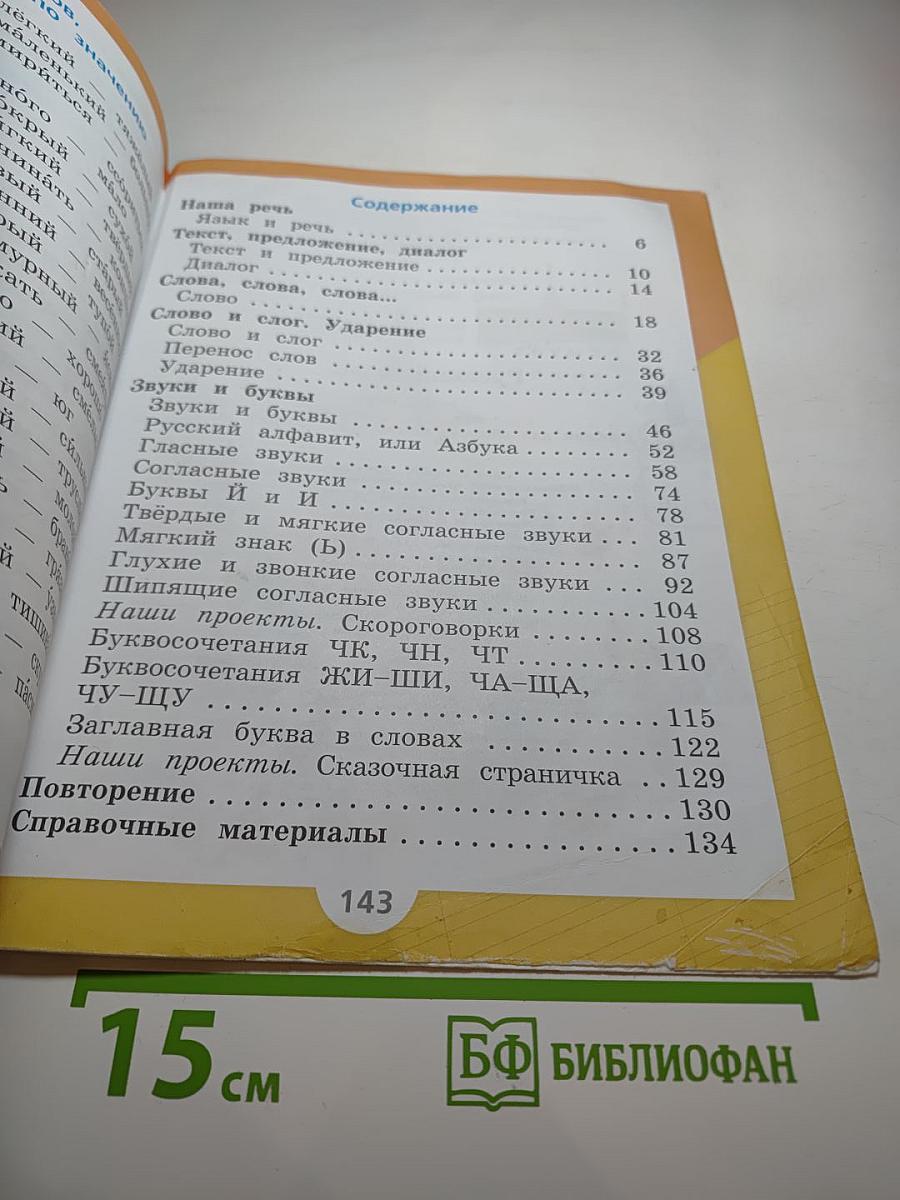 значению
лёгкий —
маленький —
мириться —
Содержание
Наша речь
Язык и речь .......................... 6
Текст, предложение, диалог
Текст и предложение .................. 10
Диалог ............................... 14
Слова, слова, слова...
Слово ................................ 18
Слово и слог. Ударение
Слово и слог ......................... 32
Перенос слов ......................... 36
Ударение ............................. 39
Звуки и буквы
Звуки и буквы ........................ 46
Русский алфавит, или Азбука ........ 52
Гласные звуки ........................ 58
Согласные звуки ...................... 74
Буквы Й и И .......................... 78
Твёрдые и мягкие согласные звуки ... 81
Мягкий знак (Ь) ...................... 87
Глухие и звонкие согласные звуки ... 92
Шипящие согласные звуки ............ 104
Наши проекты. Скороговорки ........ 108
Буквосочетания ЧК, ЧН, ЧТ .......... 110
Буквосочетания ЖИ–ШИ, ЧА–ЩА,
ЧУ–ЩУ ................................ 115
Заглавная буква в словах ........... 122
Наши проекты. Сказочная страничка .. 129
Повторение ........................... 130
Справочные материалы ................. 134
143
15 см
БФ БИБЛИОФАН